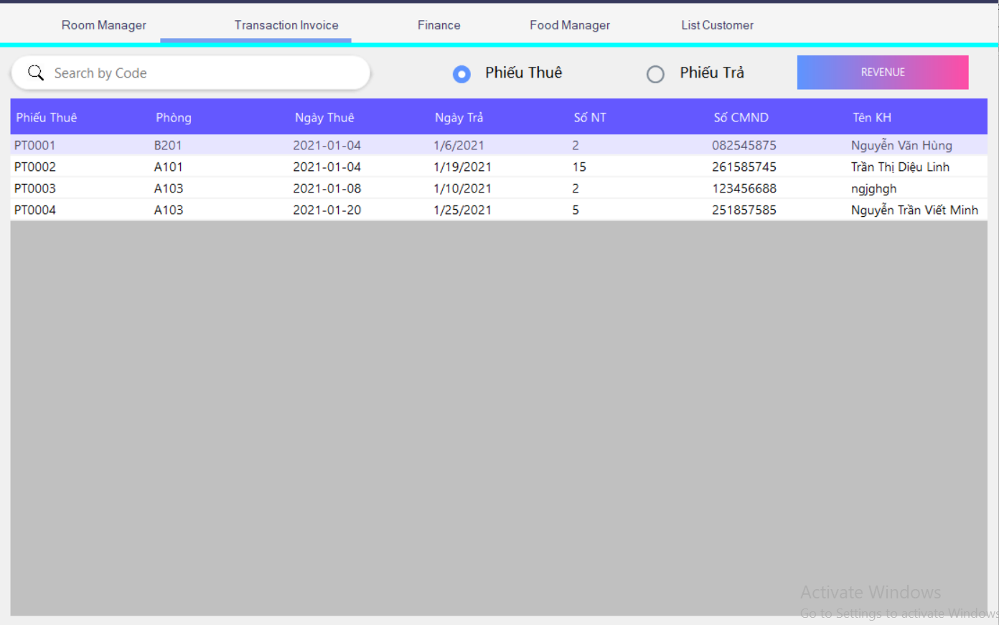 Room Manager Transaction Invoice Finance Food Manager List Customer
Search by Code Phiếu Thuê Phiếu Trả REVENUE
Phiếu Thuê Phòng Ngày Thuê Ngày Trả Số NT Số CMND Tên KH
PT0001 B201 2021-01-04 1/6/2021 2 082545875 Nguyễn Văn Hùng
PT0002 A101 2021-01-04 1/19/2021 15 261585745 Trần Thị Diệu Linh
PT0003 A103 2021-01-08 1/10/2021 2 123456688 ngjghgh
PT0004 A103 2021-01-20 1/25/2021 5 251857585 Nguyễn Trần Viết Minh
Activate Windows
Go to Settings to activate Windows